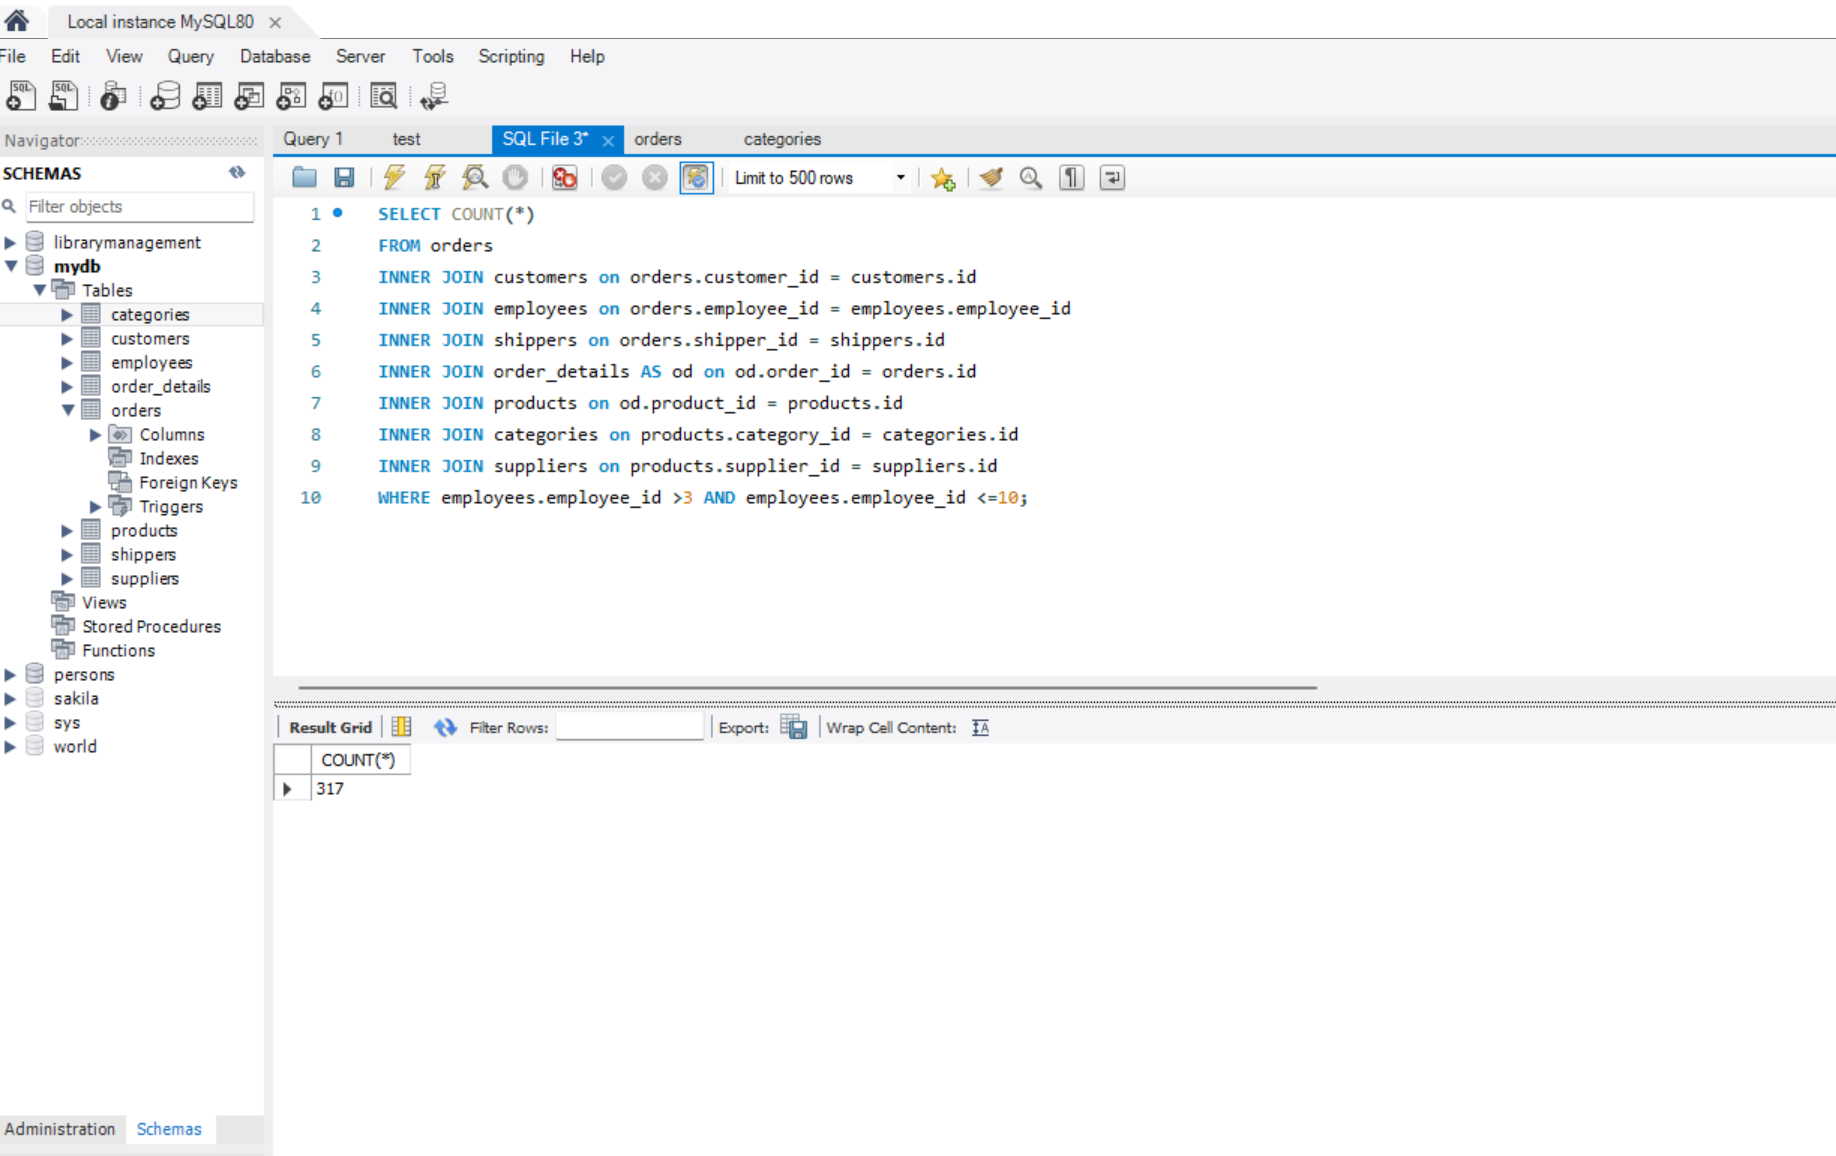 Local instance MySQL80
File Edit View Query Database Server Tools Scripting Help
Navigator
SCHEMAS
Filter objects
librarymanagement
mydb
Tables
categories
customers
employees
order_details
orders
Columns
Indexes
Foreign Keys
Triggers
products
shippers
suppliers
Views
Stored Procedures
Functions
persons
sakila
sys
world
Administration Schemas
Query 1 test SQL File 3* orders categories
Limit to 500 rows
1 SELECT COUNT(*)
2 FROM orders
3 INNER JOIN customers on orders.customer_id = customers.id
4 INNER JOIN employees on orders.employee_id = employees.employee_id
5 INNER JOIN shippers on orders.shipper_id = shippers.id
6 INNER JOIN order_details AS od on od.order_id = orders.id
7 INNER JOIN products on od.product_id = products.id
8 INNER JOIN categories on products.category_id = categories.id
9 INNER JOIN suppliers on products.supplier_id = suppliers.id
10 WHERE employees.employee_id >3 AND employees.employee_id <=10;
Result Grid Filter Rows: Export: Wrap Cell Content:
COUNT(*)
317